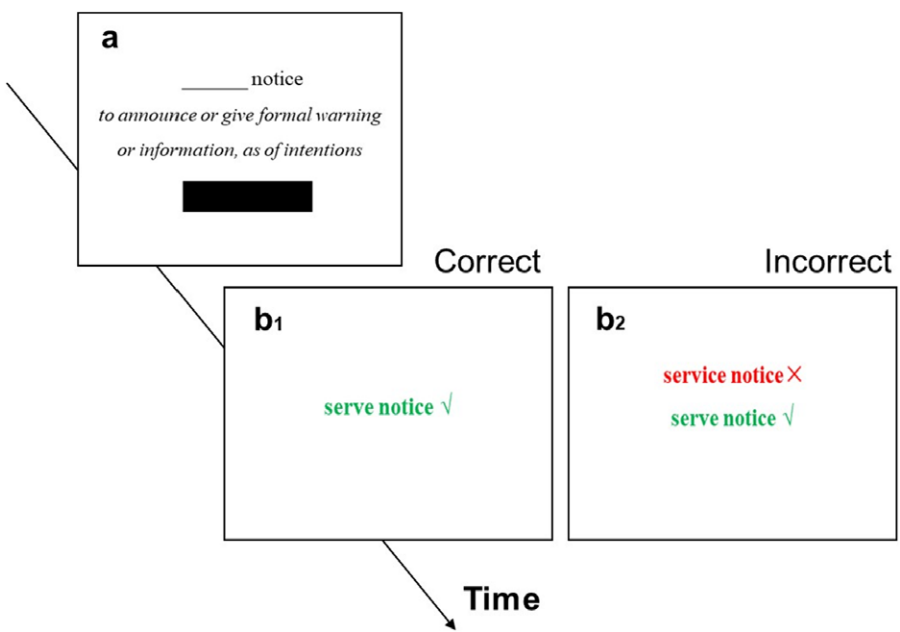 a
______ notice
to announce or give formal warning
or information, as of intentions
Correct
Incorrect
b1
serve notice √
b2
service notice ×
serve notice √
Time